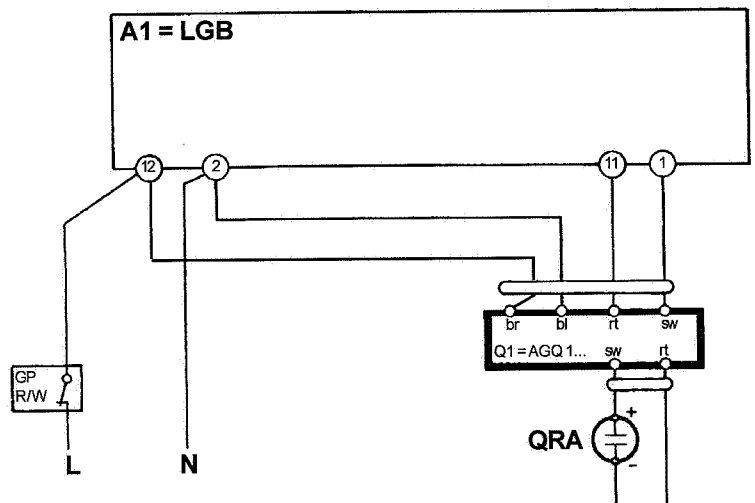 A1 = LGB
12 2 11 1
br bl rt sw
Q1 = AGQ 1... sw rt
GP
R/W
+
QRA
-
L N